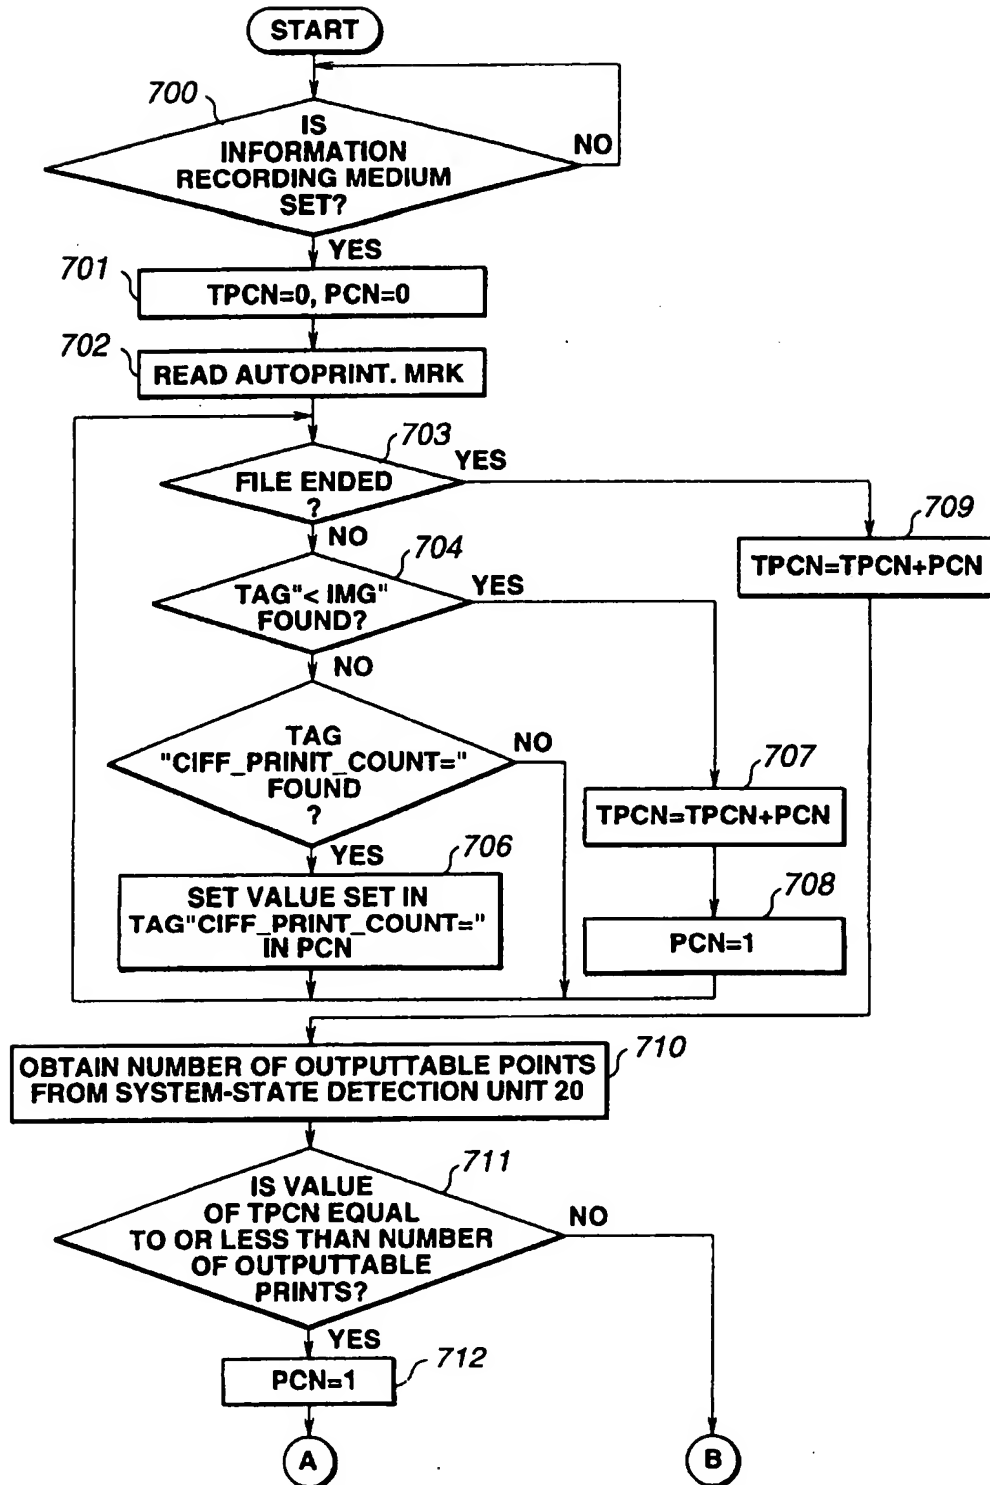 START
700
IS
INFORMATION
RECORDING MEDIUM
SET?
NO
YES
701
TPCN=0, PCN=0
702
READ AUTOPRINT. MRK
703
FILE ENDED
?
YES
NO
709
TPCN=TPCN+PCN
704
TAG"< IMG"
FOUND?
YES
NO
TAG
"CIFF_PRINIT_COUNT="
FOUND
?
NO
YES
707
TPCN=TPCN+PCN
706
SET VALUE SET IN
TAG"CIFF_PRINT_COUNT="
IN PCN
708
PCN=1
710
OBTAIN NUMBER OF OUTPUTTABLE POINTS
FROM SYSTEM-STATE DETECTION UNIT 20
711
IS VALUE
OF TPCN EQUAL
TO OR LESS THAN NUMBER
OF OUTPUTTABLE
PRINTS?
NO
YES
712
PCN=1
A
B